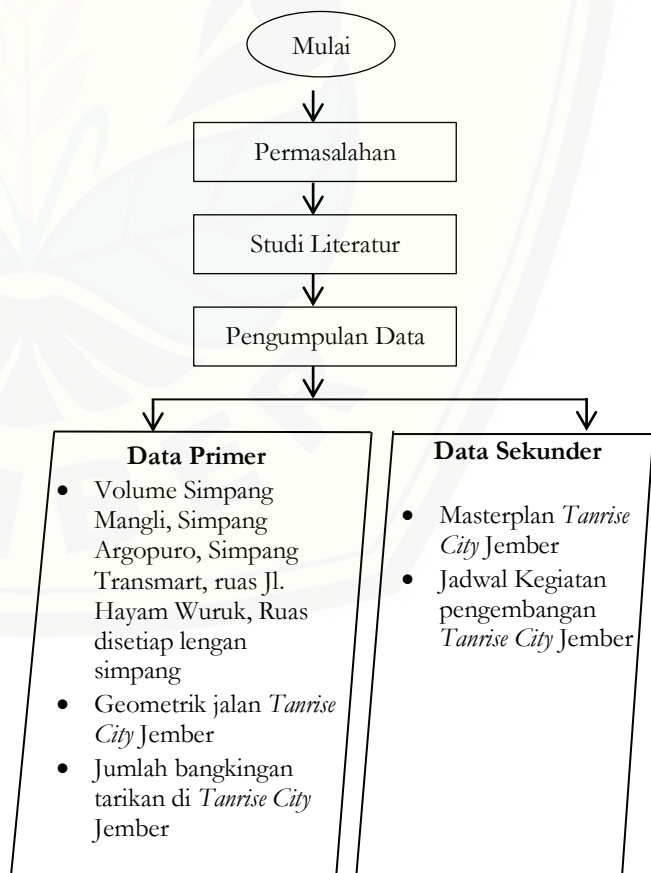 Mulai
Permasalahan
Studi Literatur
Pengumpulan Data
Data Primer
• Volume Simpang
Mangli, Simpang
Argopuro, Simpang
Transmart, ruas Jl.
Hayam Wuruk, Ruas
disetiap lengan
simpang
• Geometrik jalan Tanrise
City Jember
• Jumlah bangkingan
tarikan di Tanrise City
Jember
Data Sekunder
• Masterplan Tanrise
City Jember
• Jadwal Kegiatan
pengembangan
Tanrise City Jember